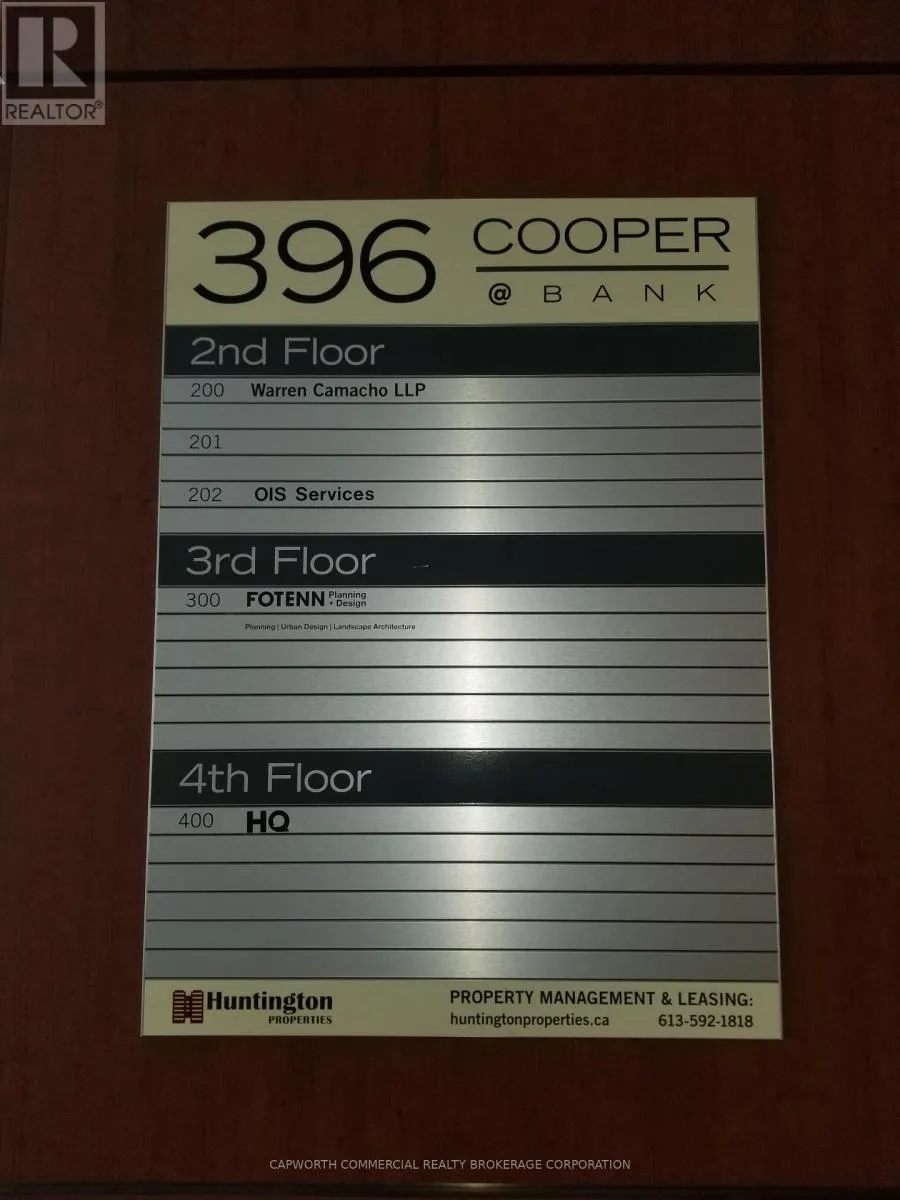 R
REALTOR®
396 COOPER
@ BANK
2nd Floor
200 Warren Camacho LLP
201
202 OIS Services
3rd Floor
300 FOTENN Planning
+ Design
Planning | Urban Design | Landscape Architecture
4th Floor
400 HQ
Huntington
PROPERTIES
PROPERTY MANAGEMENT & LEASING:
huntingtonproperties.ca 613-592-1818
CAPWORTH COMMERCIAL REALTY BROKERAGE CORPORATION